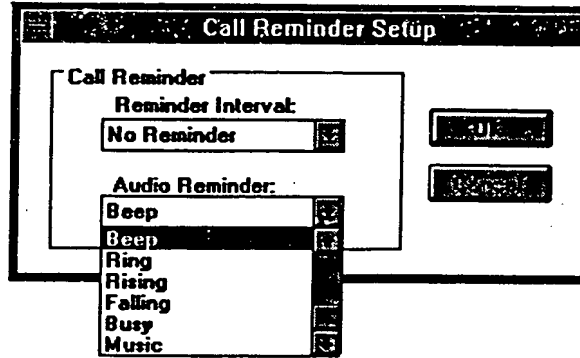 Call Reminder Setup
Call Reminder
Reminder Interval:
No Reminder
Audio Reminder:
Beep
Beep
Ring
Rising
Falling
Busy
Music